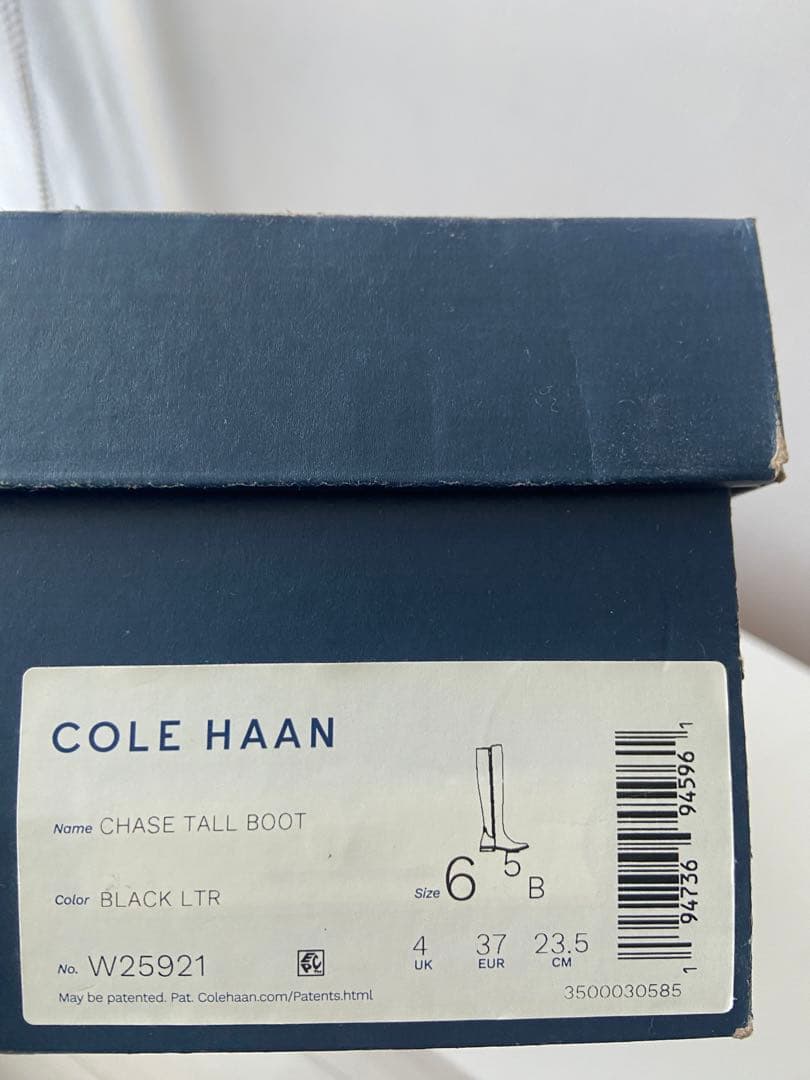 COLE HAAN
Name CHASE TALL BOOT
Color BLACK LTR
Size 6 5 B
No. W25921
4 37 23.5
UK EUR CM
May be patented. Pat. Colehaan.com/Patents.html
3500030585
1 94736 94596 1